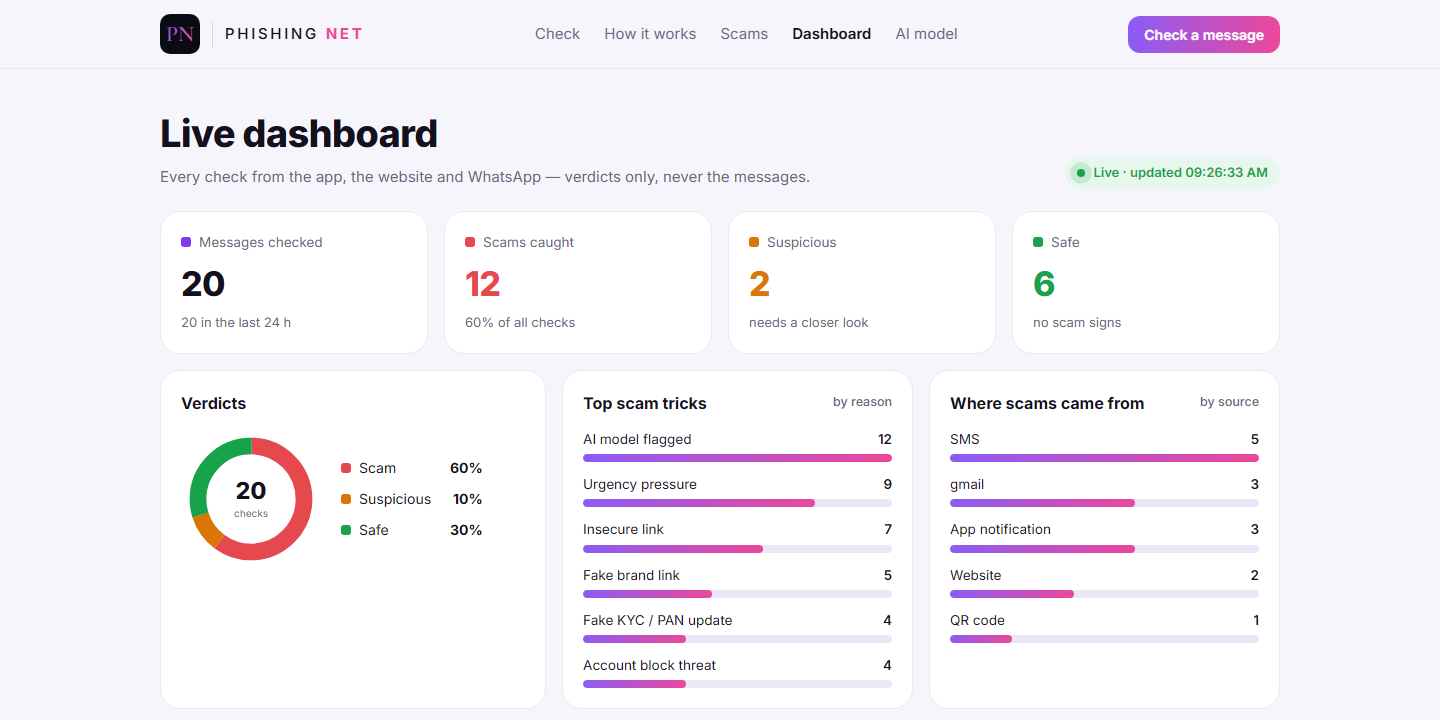 PN PHISHING NET Check How it works Scams Dashboard AI model Check a message
Live dashboard
Every check from the app, the website and WhatsApp — verdicts only, never the messages.
Live · updated 09:26:33 AM
Messages checked
20
20 in the last 24 h
Scams caught
12
60% of all checks
Suspicious
2
needs a closer look
Safe
6
no scam signs
Verdicts
20
checks
Scam 60%
Suspicious 10%
Safe 30%
Top scam tricks by reason
AI model flagged 12
Urgency pressure 9
Insecure link 7
Fake brand link 5
Fake KYC / PAN update 4
Account block threat 4
Where scams came from by source
SMS 5
gmail 3
App notification 3
Website 2
QR code 1